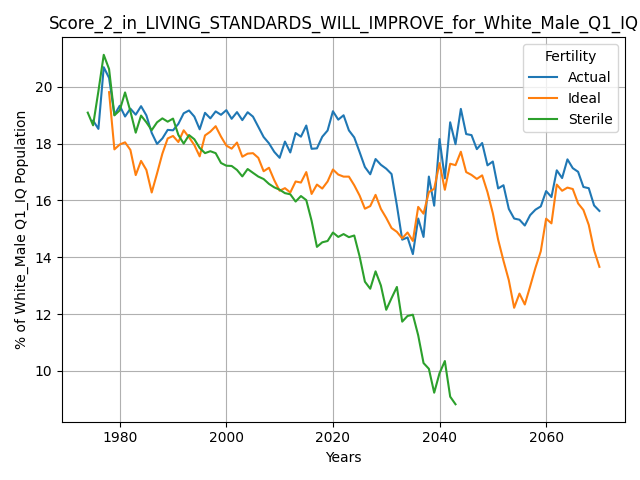 Score_2_in_LIVING_STANDARDS_WILL_IMPROVE_for_White_Male_Q1_IQ
Fertility
Actual
Ideal
Sterile
% of White_Male Q1_IQ Population
20
18
16
14
12
10
1980
2000
2020
2040
2060
Years